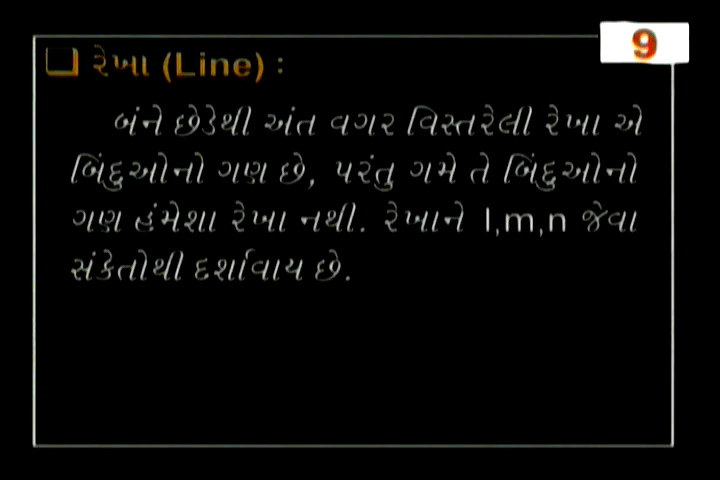 9
❑ રેખા (Line) :
બંને છેડેથી અંત વગર વિસ્તરેલી રેખા એ
બિંદુઓનો ગણ છે, પરંતુ ગમે તે બિંદુઓનો
ગણ હંમેશા રેખા નથી. રેખાને l,m,n જેવા
સંકેતોથી દર્શાવાય છે.